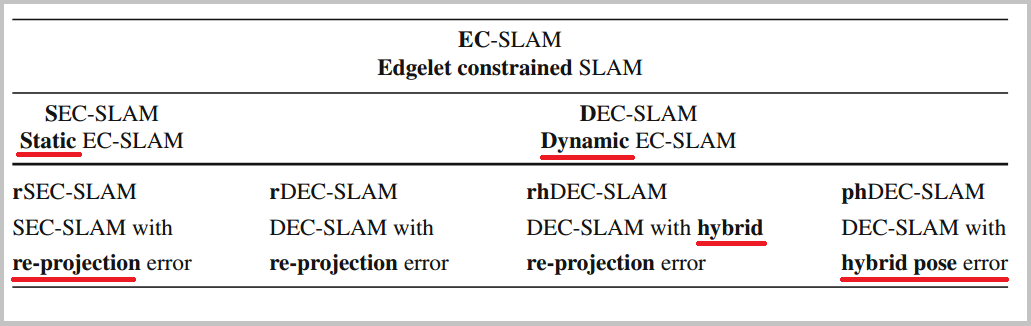 EC-SLAM
Edgelet constrained SLAM
SEC-SLAM DEC-SLAM
Static EC-SLAM Dynamic EC-SLAM
rSEC-SLAM rDEC-SLAM rhDEC-SLAM phDEC-SLAM
SEC-SLAM with DEC-SLAM with DEC-SLAM with hybrid DEC-SLAM with
re-projection error re-projection error re-projection error hybrid pose error